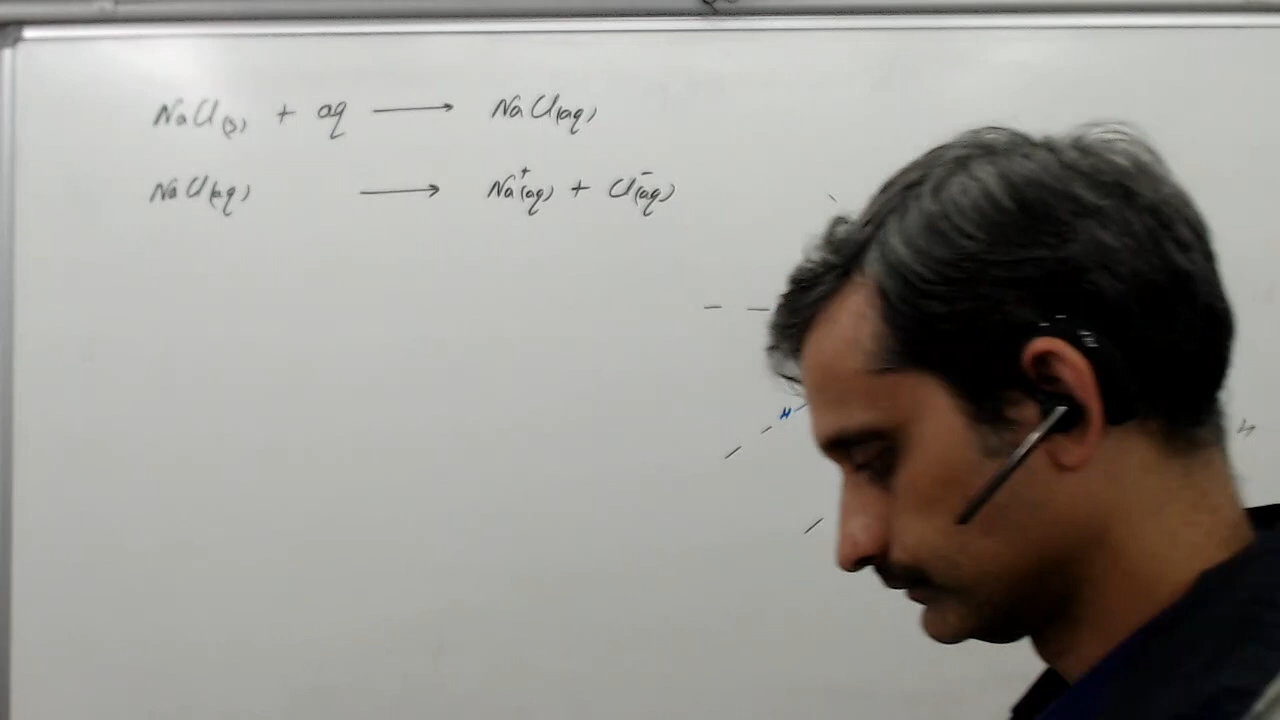 NaCl(s) + aq → NaCl(aq)
NaCl(aq) → Na⁺(aq) + Cl⁻(aq)
H